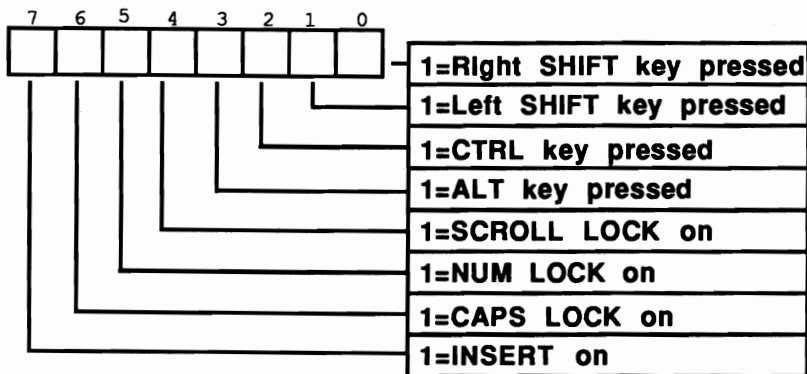 7 6 5 4 3 2 1 0
1=Right SHIFT key pressed
1=Left SHIFT key pressed
1=CTRL key pressed
1=ALT key pressed
1=SCROLL LOCK on
1=NUM LOCK on
1=CAPS LOCK on
1=INSERT on